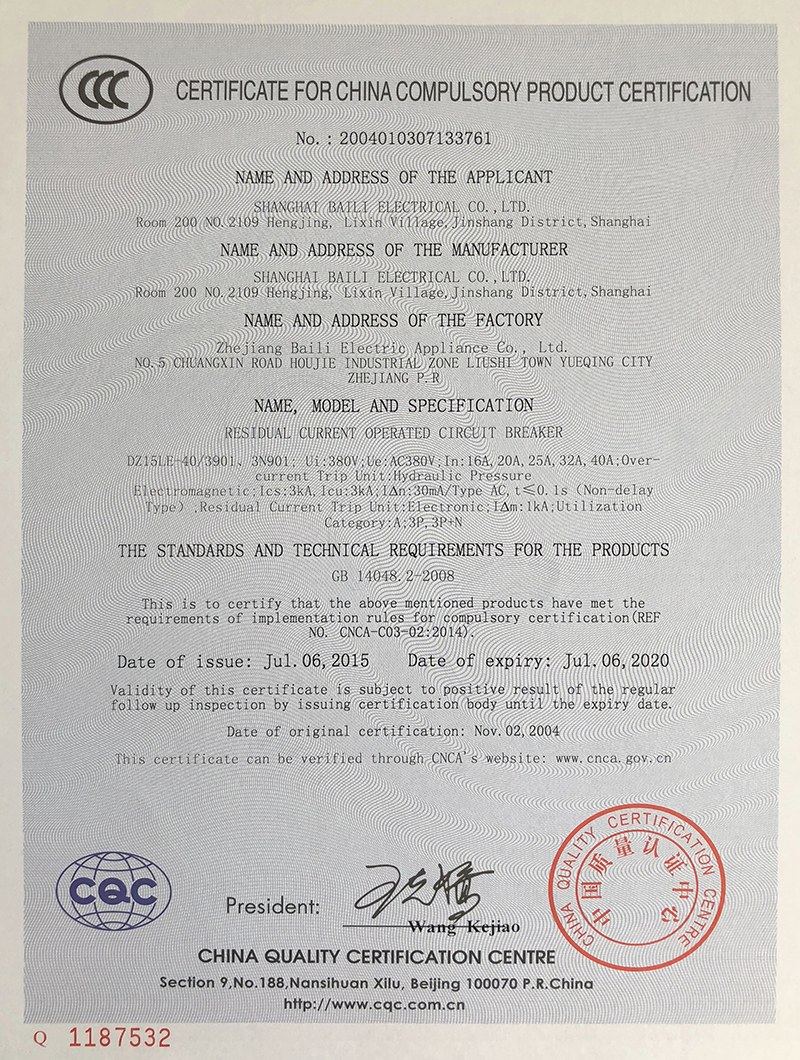 CCC
CERTIFICATE FOR CHINA COMPULSORY PRODUCT CERTIFICATION
No. : 2004010307133761
NAME AND ADDRESS OF THE APPLICANT
SHANGHAI BAILI ELECTRICAL CO.,LTD.
Room 200 NO.2109 Hengjing, Lixin Village,Jinshang District,Shanghai
NAME AND ADDRESS OF THE MANUFACTURER
SHANGHAI BAILI ELECTRICAL CO.,LTD.
Room 200 NO.2109 Hengjing, Lixin Village,Jinshang District,Shanghai
NAME AND ADDRESS OF THE FACTORY
Zhejiang Baili Electric Appliance Co., Ltd.
NO.5 CHUANGXIN ROAD HOUJIE INDUSTRIAL ZONE LIUSHI TOWN YUEQING CITY
ZHEJIANG P.R
NAME, MODEL AND SPECIFICATION
RESIDUAL CURRENT OPERATED CIRCUIT BREAKER
DZ15LE-40/3901、3N901; Ui:380V;Ue:AC380V;In:16A,20A,25A,32A,40A;Over-
current Trip Unit:Hydraulic Pressure
Electromagnetic;Ics:3kA,Icu:3kA;IΔn:30mA/Type AC,t≤0.1s (Non-delay
Type) ,Residual Current Trip Unit:Electronic;IΔm:1kA;Utilization
Category:A;3P,3P+N
THE STANDARDS AND TECHNICAL REQUIREMENTS FOR THE PRODUCTS
GB 14048.2-2008
This is to certify that the above mentioned products have met the
requirements of implementation rules for compulsory certification(REF
NO. CNCA-C03-02:2014).
Date of issue: Jul.06,2015 Date of expiry: Jul.06,2020
Validity of this certificate is subject to positive result of the regular
follow up inspection by issuing certification body until the expiry date.
Date of original certification: Nov.02,2004
This certificate can be verified through CNCA's website: www.cnca.gov.cn
CQC
President:
Wang Kejiao
CHINA QUALITY CERTIFICATION CENTRE
中国质量认证中心
CHINA QUALITY CERTIFICATION CENTRE
Section 9,No.188,Nansihuan Xilu, Beijing 100070 P.R.China
http://www.cqc.com.cn
Q 1187532